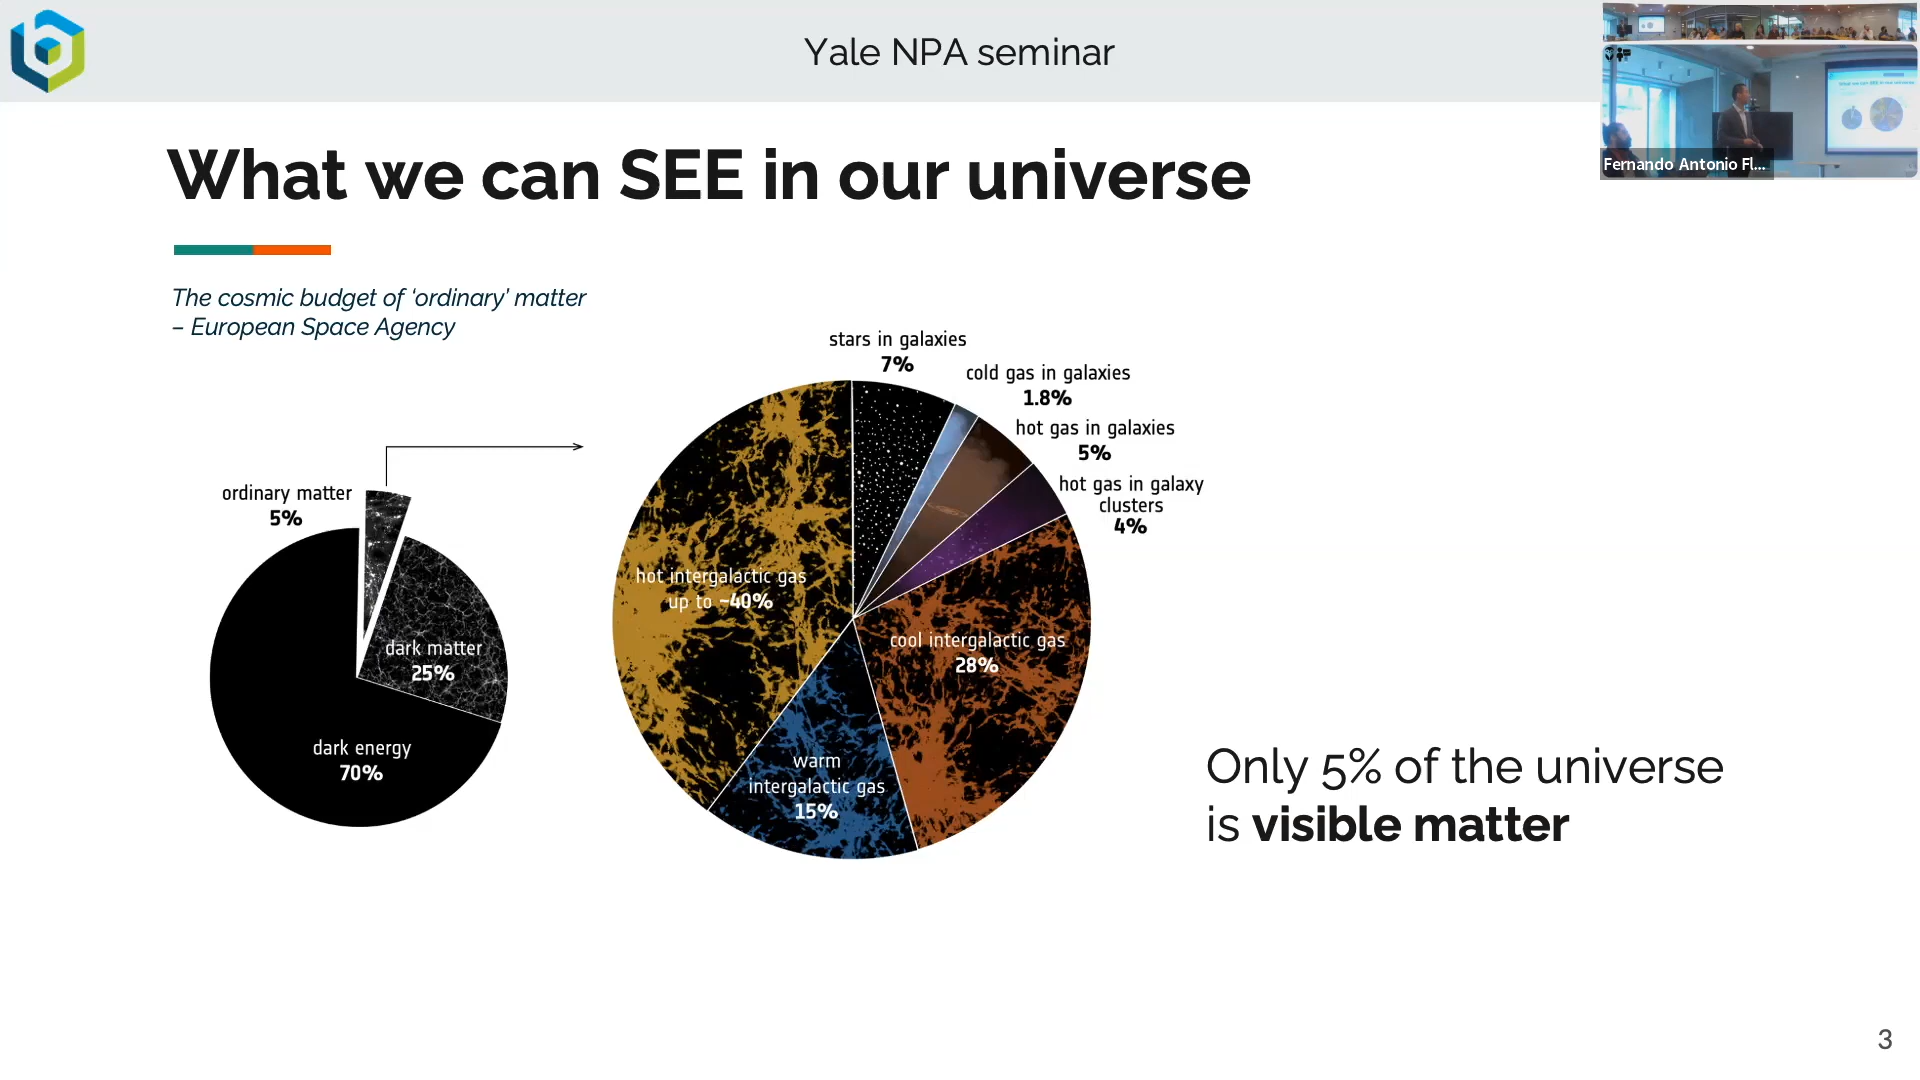 Yale NPA seminar
Fernando Antonio Fl...
What we can SEE in our universe
The cosmic budget of ‘ordinary’ matter
– European Space Agency
ordinary matter
5%
dark matter
25%
dark energy
70%
stars in galaxies
7%
cold gas in galaxies
1.8%
hot gas in galaxies
5%
hot gas in galaxy
clusters
4%
hot intergalactic gas
up to ~40%
cool intergalactic gas
28%
warm
intergalactic gas
15%
Only 5% of the universe
is visible matter
3